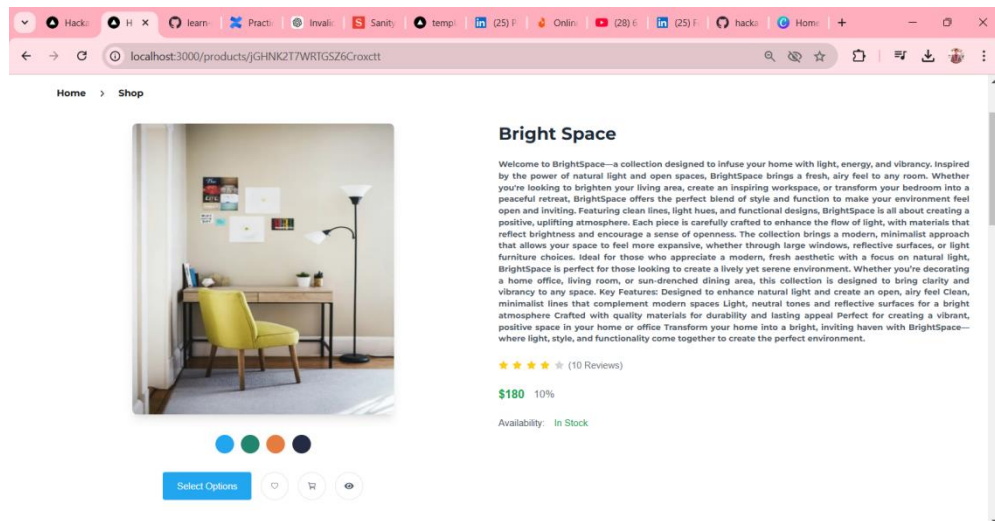 Hacka
H
learn-
Practi
Invalid
Sanity
templ
(25) P
Onlin
(28) 6
(25) F
hacka
Home
localhost:3000/products/jGHNK2T7WRTGSZ6Croxctt
Home > Shop
Bright Space
Welcome to BrightSpace—a collection designed to infuse your home with light, energy, and vibrancy. Inspired
by the power of natural light and open spaces, BrightSpace brings a fresh, airy feel to any room. Whether
you're looking to brighten your living area, create an inspiring workspace, or transform your bedroom into a
peaceful retreat, BrightSpace offers the perfect blend of style and function to make your environment feel
open and inviting. Featuring clean lines, light hues, and functional designs, BrightSpace is all about creating a
positive, uplifting atmosphere. Each piece is carefully crafted to enhance the flow of light, with materials that
reflect brightness and encourage a sense of openness. The collection brings a modern, minimalist approach
that allows your space to feel more expansive, whether through large windows, reflective surfaces, or light
furniture choices. Ideal for those who appreciate a modern, fresh aesthetic with a focus on natural light,
BrightSpace is perfect for those looking to create a lively yet serene environment. Whether you're decorating
a home office, living room, or sun-drenched dining area, this collection is designed to bring clarity and
vibrancy to any space. Key Features: Designed to enhance natural light and create an open, airy feel Clean,
minimalist lines that complement modern spaces Light, neutral tones and reflective surfaces for a bright
atmosphere Crafted with quality materials for durability and lasting appeal Perfect for creating a vibrant,
positive space in your home or office Transform your home into a bright, inviting haven with BrightSpace—
where light, style, and functionality come together to create the perfect environment.
(10 Reviews)
$180 10%
Availability: In Stock
Select Options